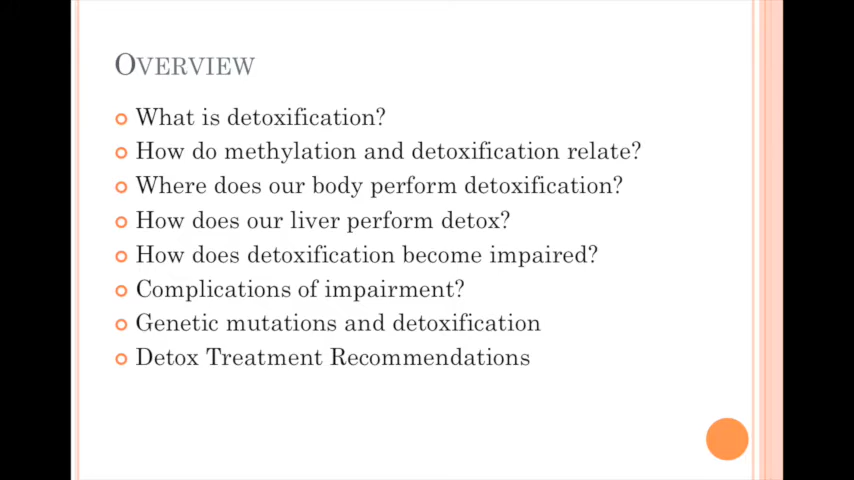 OVERVIEW
What is detoxification?
How do methylation and detoxification relate?
Where does our body perform detoxification?
How does our liver perform detox?
How does detoxification become impaired?
Complications of impairment?
Genetic mutations and detoxification
Detox Treatment Recommendations